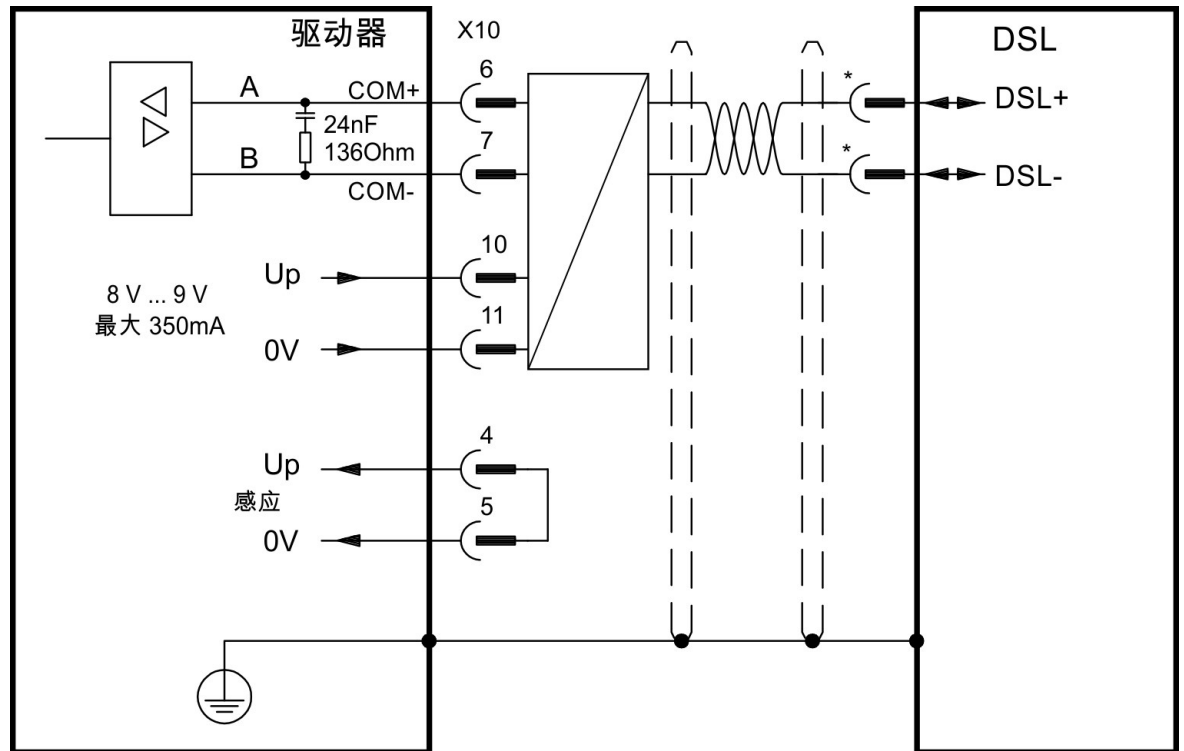 驱动器
X10
DSL
6
*
A
COM+
DSL+
24nF
136Ohm
7
*
B
COM-
DSL-
10
Up
8 V ... 9 V
最大 350mA
11
0V
4
Up
感应
5
0V